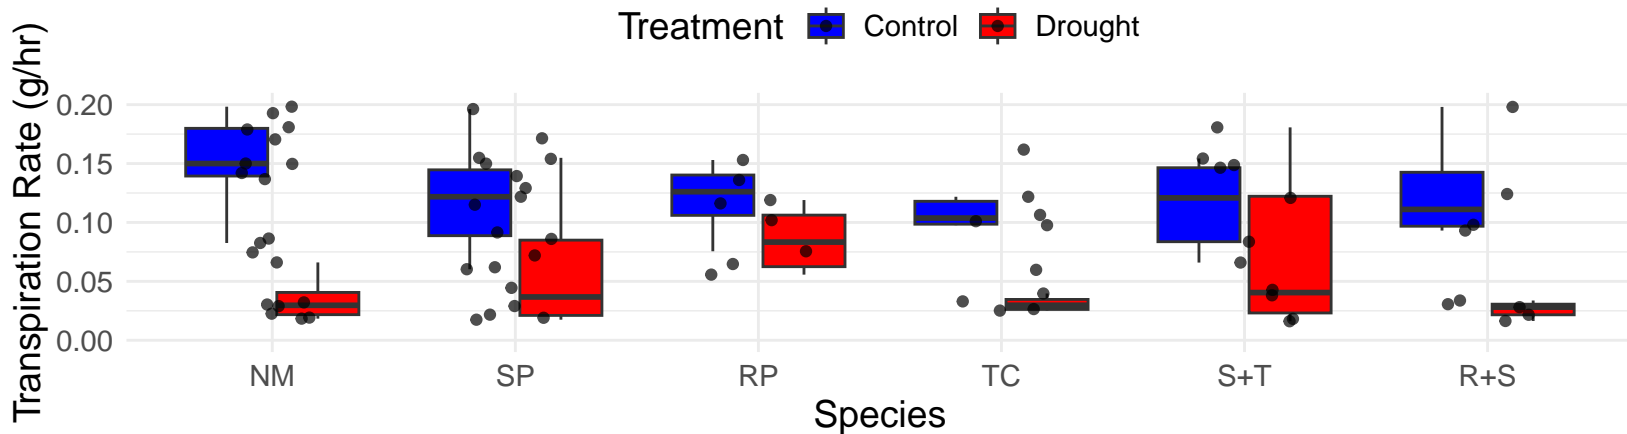 Treatment Control Drought
Transpiration Rate (g/hr)
0.20
0.15
0.10
0.05
0.00
NM SP RP TC S+T R+S
Species